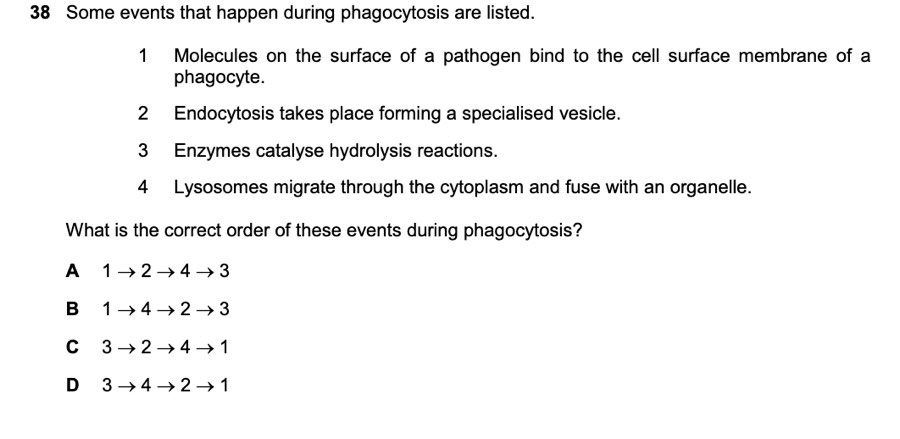 38 Some events that happen during phagocytosis are listed.
1 Molecules on the surface of a pathogen bind to the cell surface membrane of a
phagocyte.
2 Endocytosis takes place forming a specialised vesicle.
3 Enzymes catalyse hydrolysis reactions.
4 Lysosomes migrate through the cytoplasm and fuse with an organelle.
What is the correct order of these events during phagocytosis?
A 1 → 2 → 4 → 3
B 1 → 4 → 2 → 3
C 3 → 2 → 4 → 1
D 3 → 4 → 2 → 1